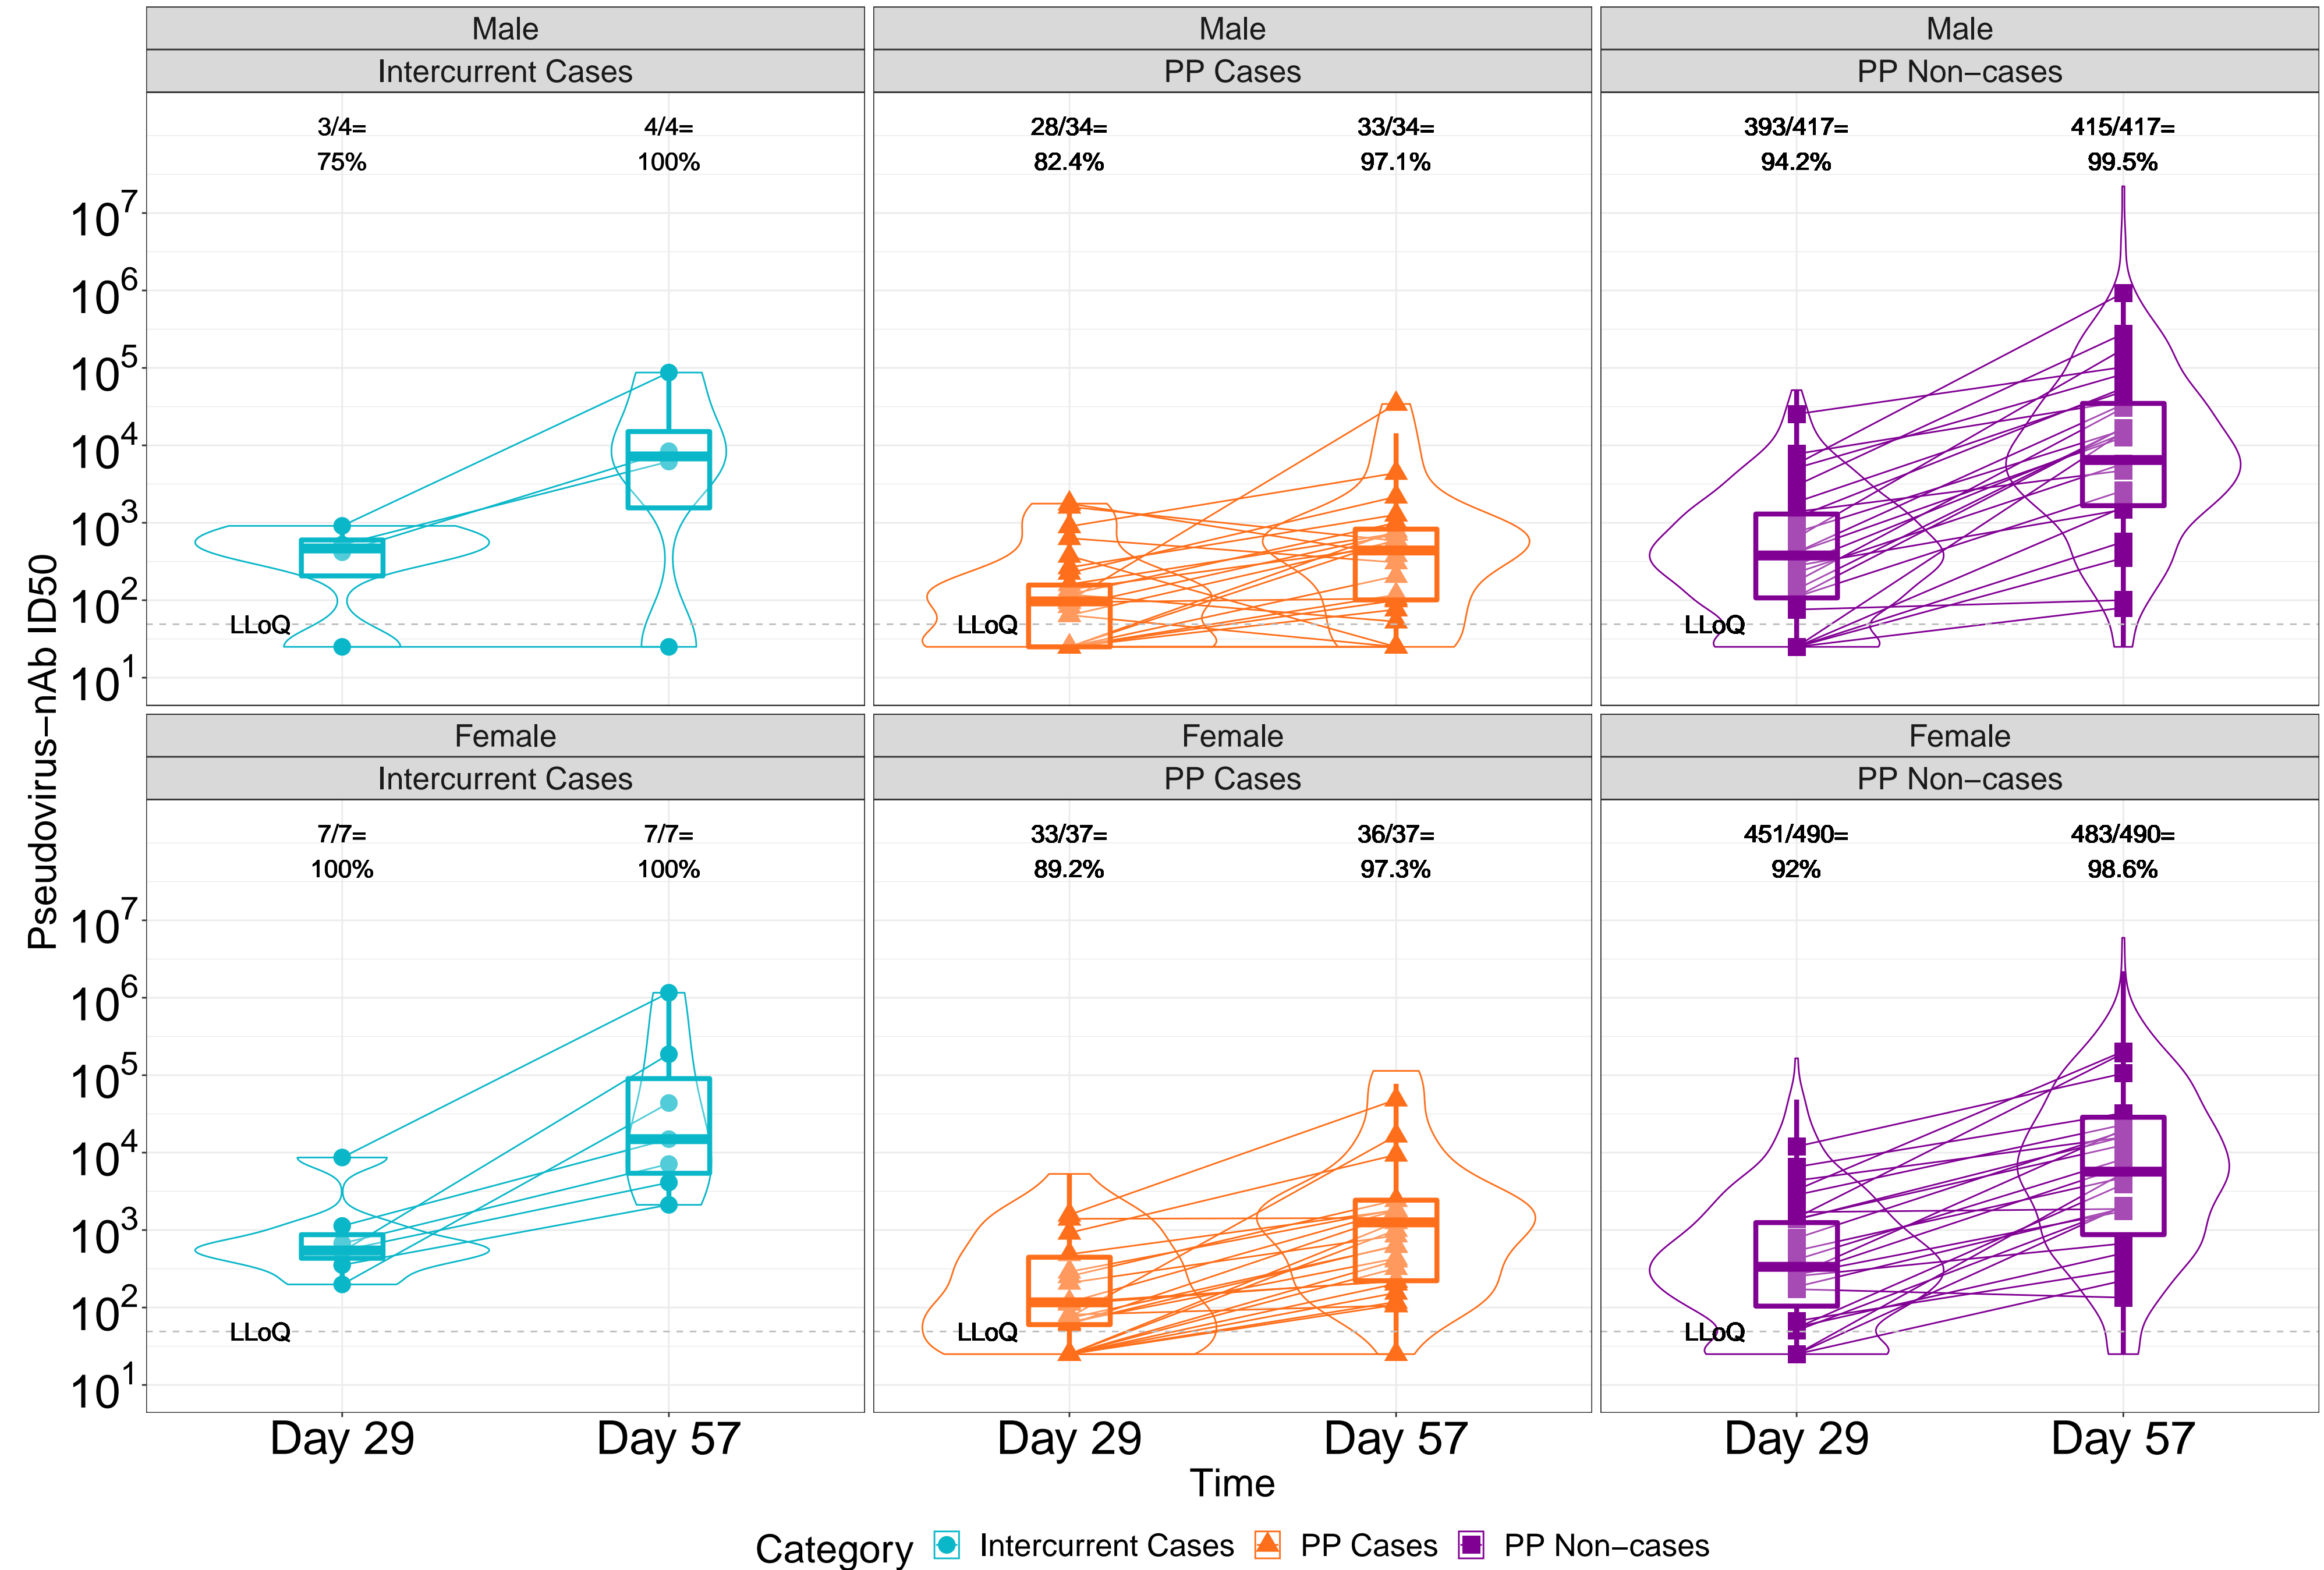 Male
Male
Male
Intercurrent Cases
PP Cases
PP Non−cases
3/4=
75%
4/4=
100%
28/34=
82.4%
33/34=
97.1%
393/417=
94.2%
415/417=
99.5%
10^7
10^6
10^5
10^4
10^3
10^2
10^1
LLoQ
LLoQ
LLoQ
Pseudovirus−nAb ID50
Female
Female
Female
Intercurrent Cases
PP Cases
PP Non−cases
7/7=
100%
7/7=
100%
33/37=
89.2%
36/37=
97.3%
451/490=
92%
483/490=
98.6%
10^7
10^6
10^5
10^4
10^3
10^2
10^1
LLoQ
LLoQ
LLoQ
Day 29
Day 57
Day 29
Day 57
Day 29
Day 57
Time
Category Intercurrent Cases PP Cases PP Non−cases